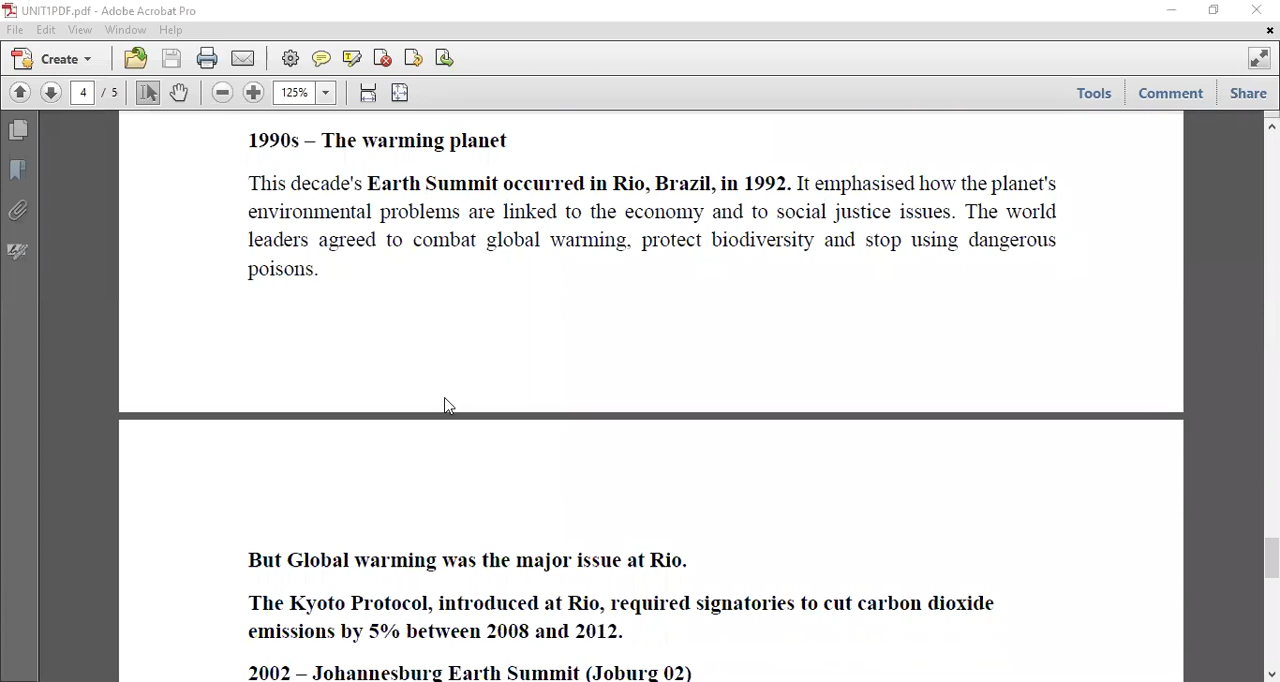 UNIT1PDF.pdf - Adobe Acrobat Pro
File Edit View Window Help
Create
4 / 5 125% Tools Comment Share
1990s – The warming planet
This decade's Earth Summit occurred in Rio, Brazil, in 1992. It emphasised how the planet's
environmental problems are linked to the economy and to social justice issues. The world
leaders agreed to combat global warming, protect biodiversity and stop using dangerous
poisons.
But Global warming was the major issue at Rio.
The Kyoto Protocol, introduced at Rio, required signatories to cut carbon dioxide
emissions by 5% between 2008 and 2012.
2002 – Johannesburg Earth Summit (Joburg 02)